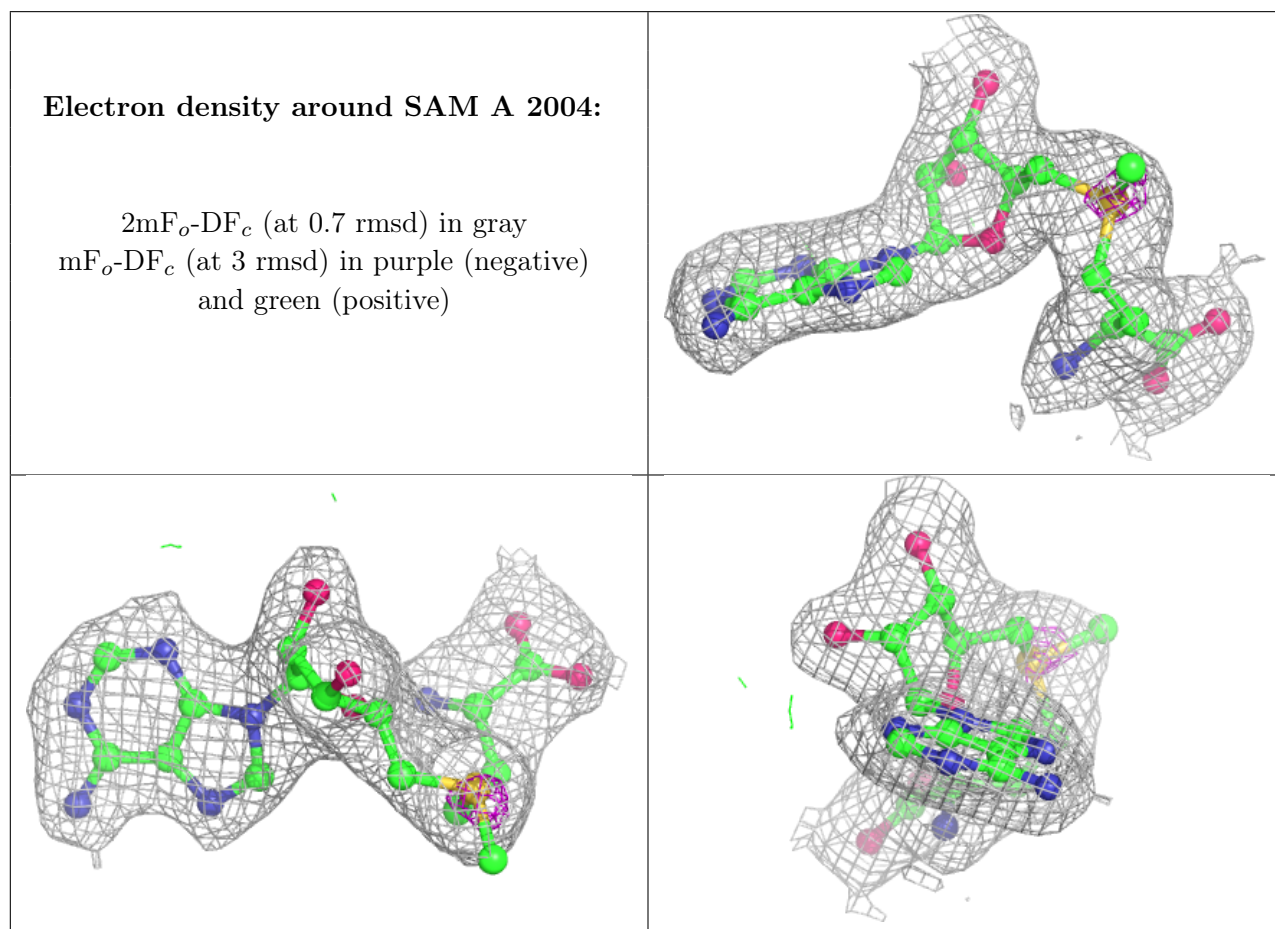 Electron density around SAM A 2004:
2mFo-DFc (at 0.7 rmsd) in gray
mFo-DFc (at 3 rmsd) in purple (negative)
and green (positive)